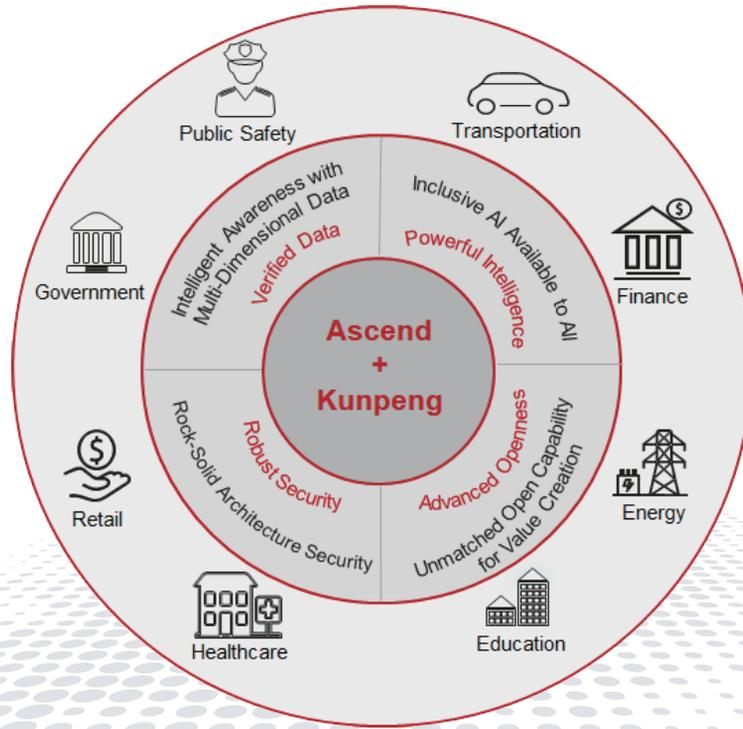 Public Safety
Transportation
Government
Finance
Retail
Energy
Healthcare
Education
Intelligent Awareness with
Multi-Dimensional Data
Verified Data
Inclusive AI Available to All
Powerful Intelligence
Ascend
+
Kunpeng
Robust Security
Rock-Solid Architecture Security
Advanced Openness
Unmatched Open Capability
for Value Creation
$
$